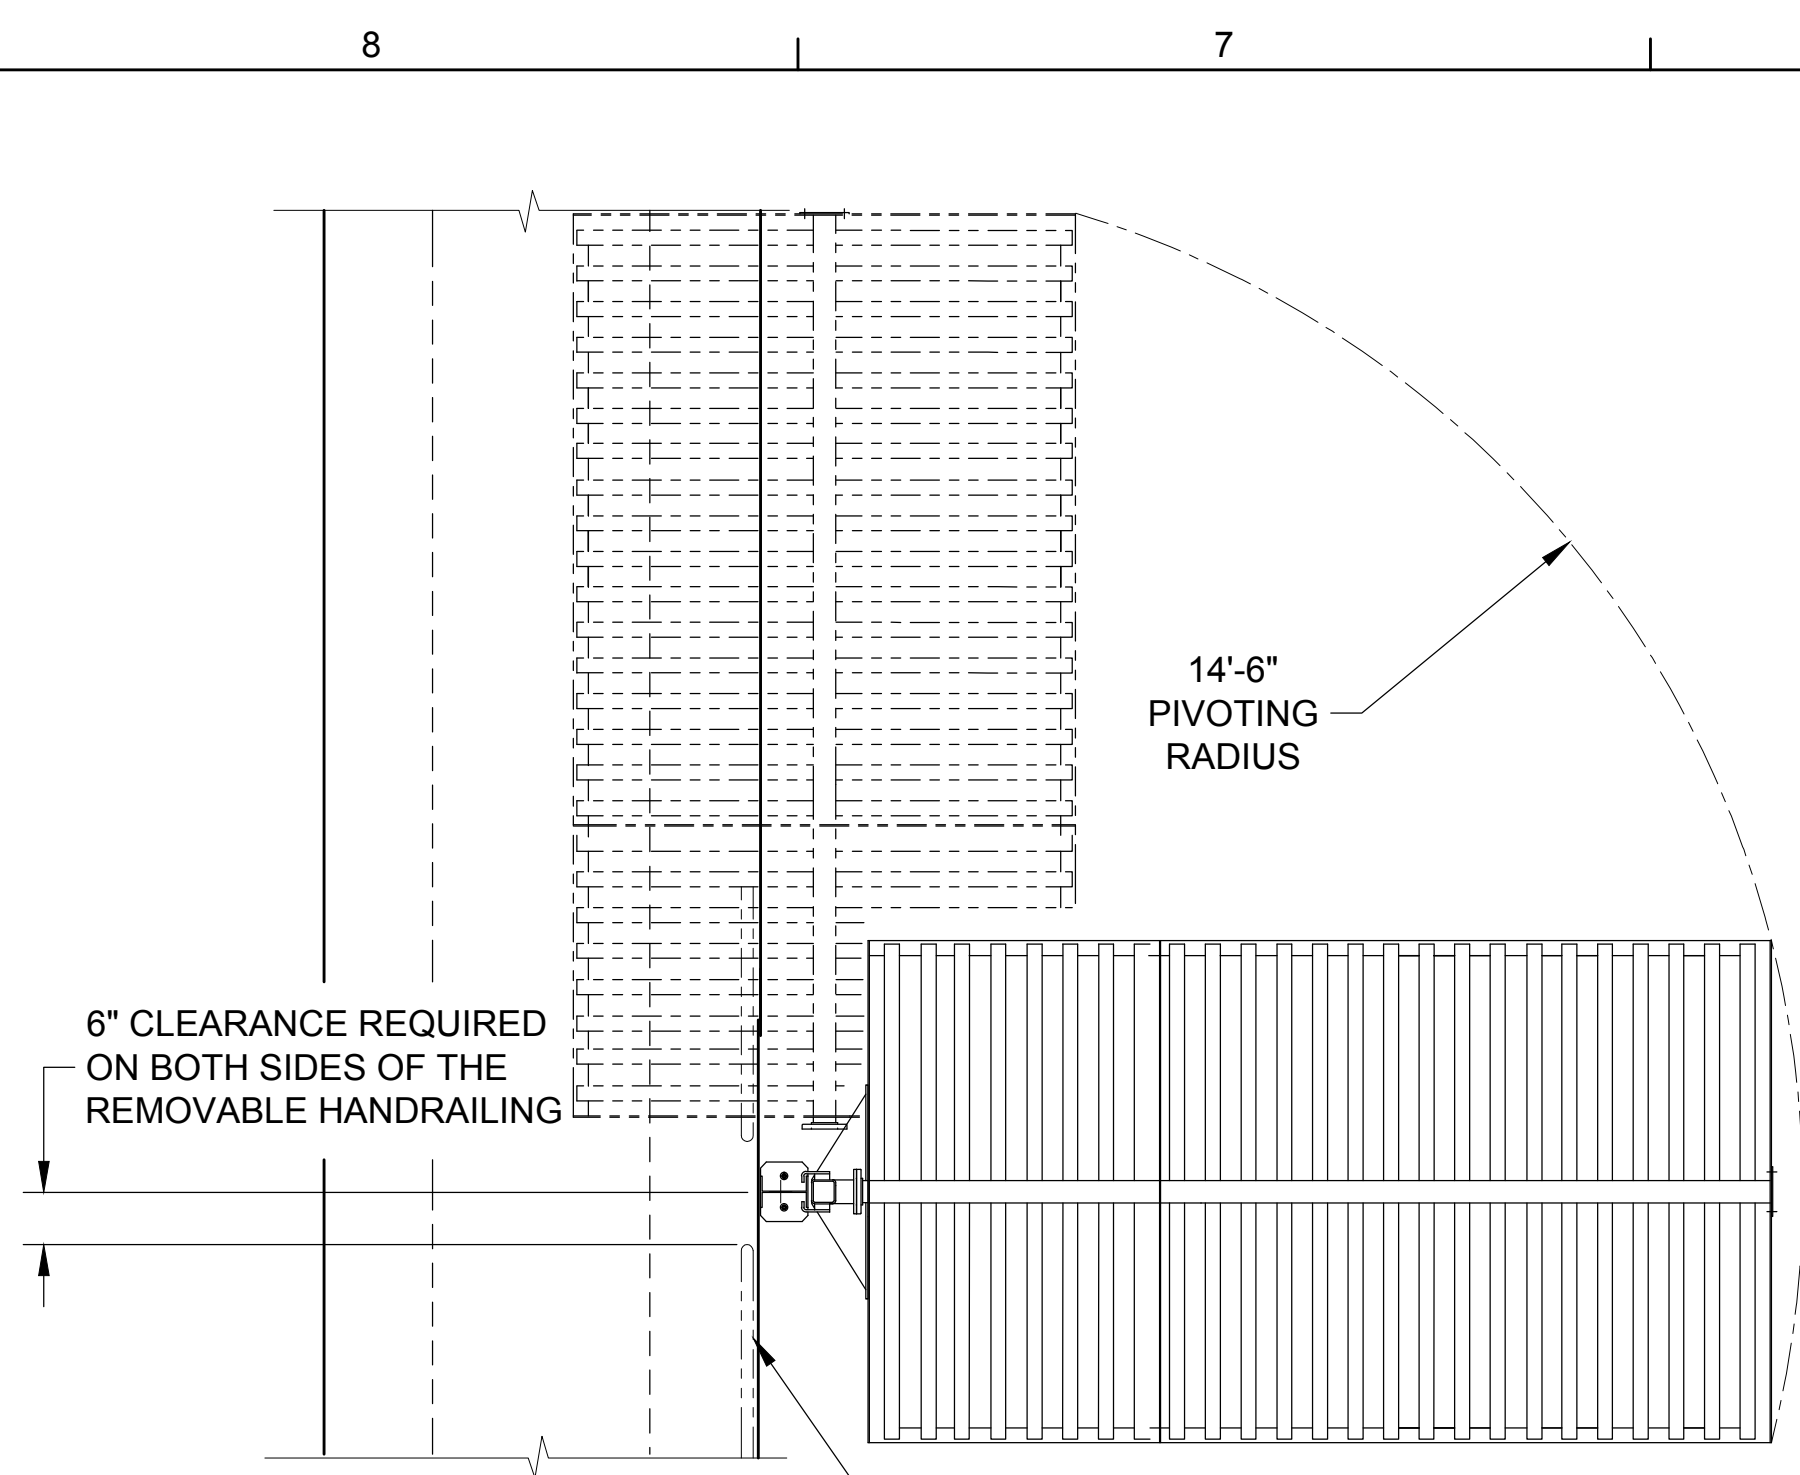 8
7
14'-6"
PIVOTING
RADIUS
6" CLEARANCE REQUIRED
ON BOTH SIDES OF THE
REMOVABLE HANDRAILING